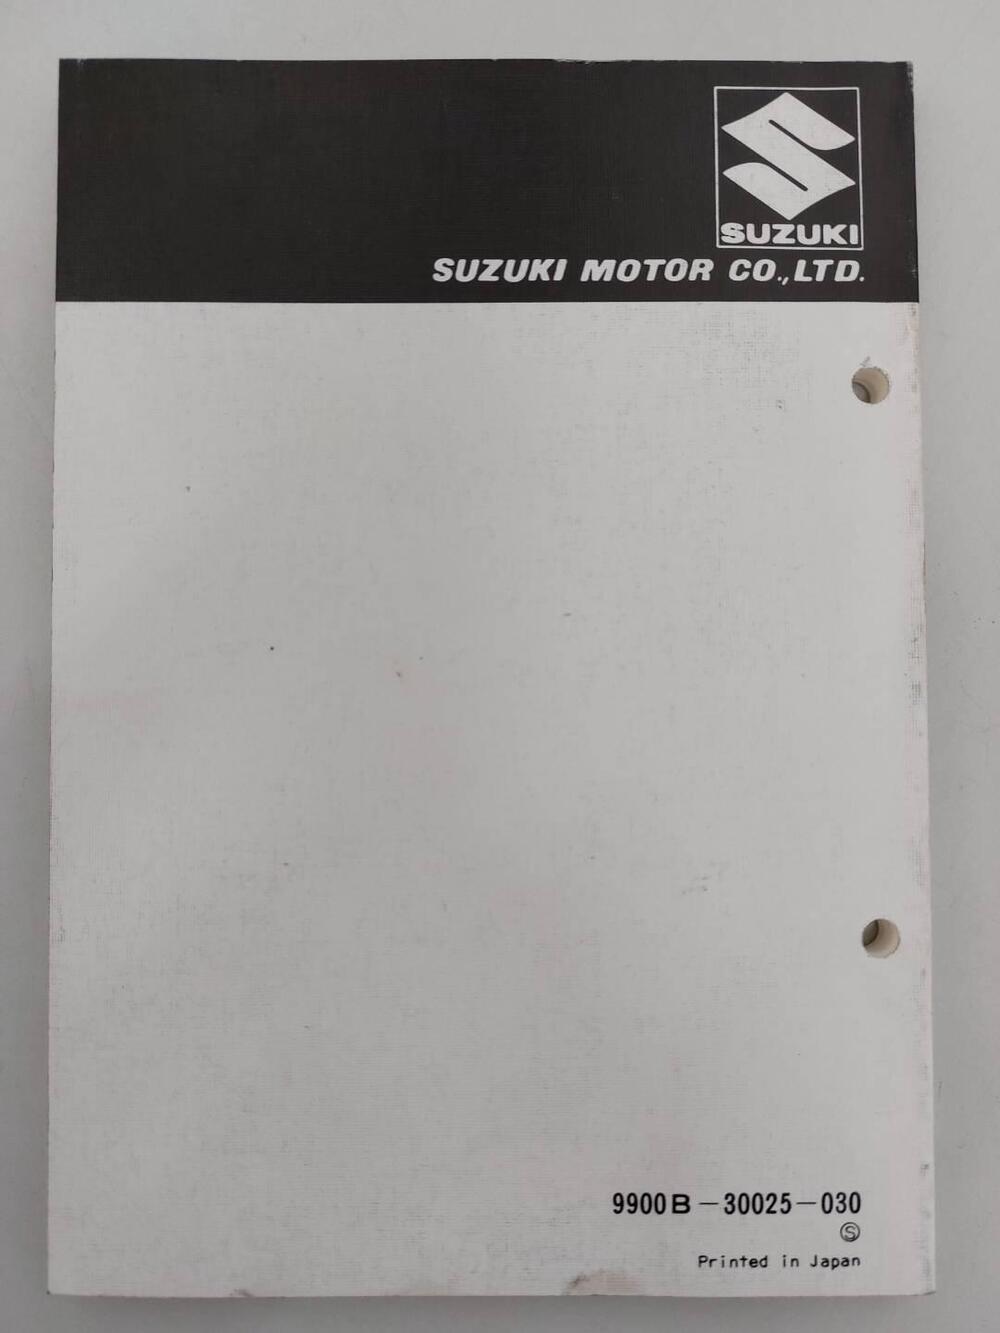 SUZUKI
SUZUKI MOTOR CO.,LTD.
9900B-30025-030
Ⓢ
Printed in Japan